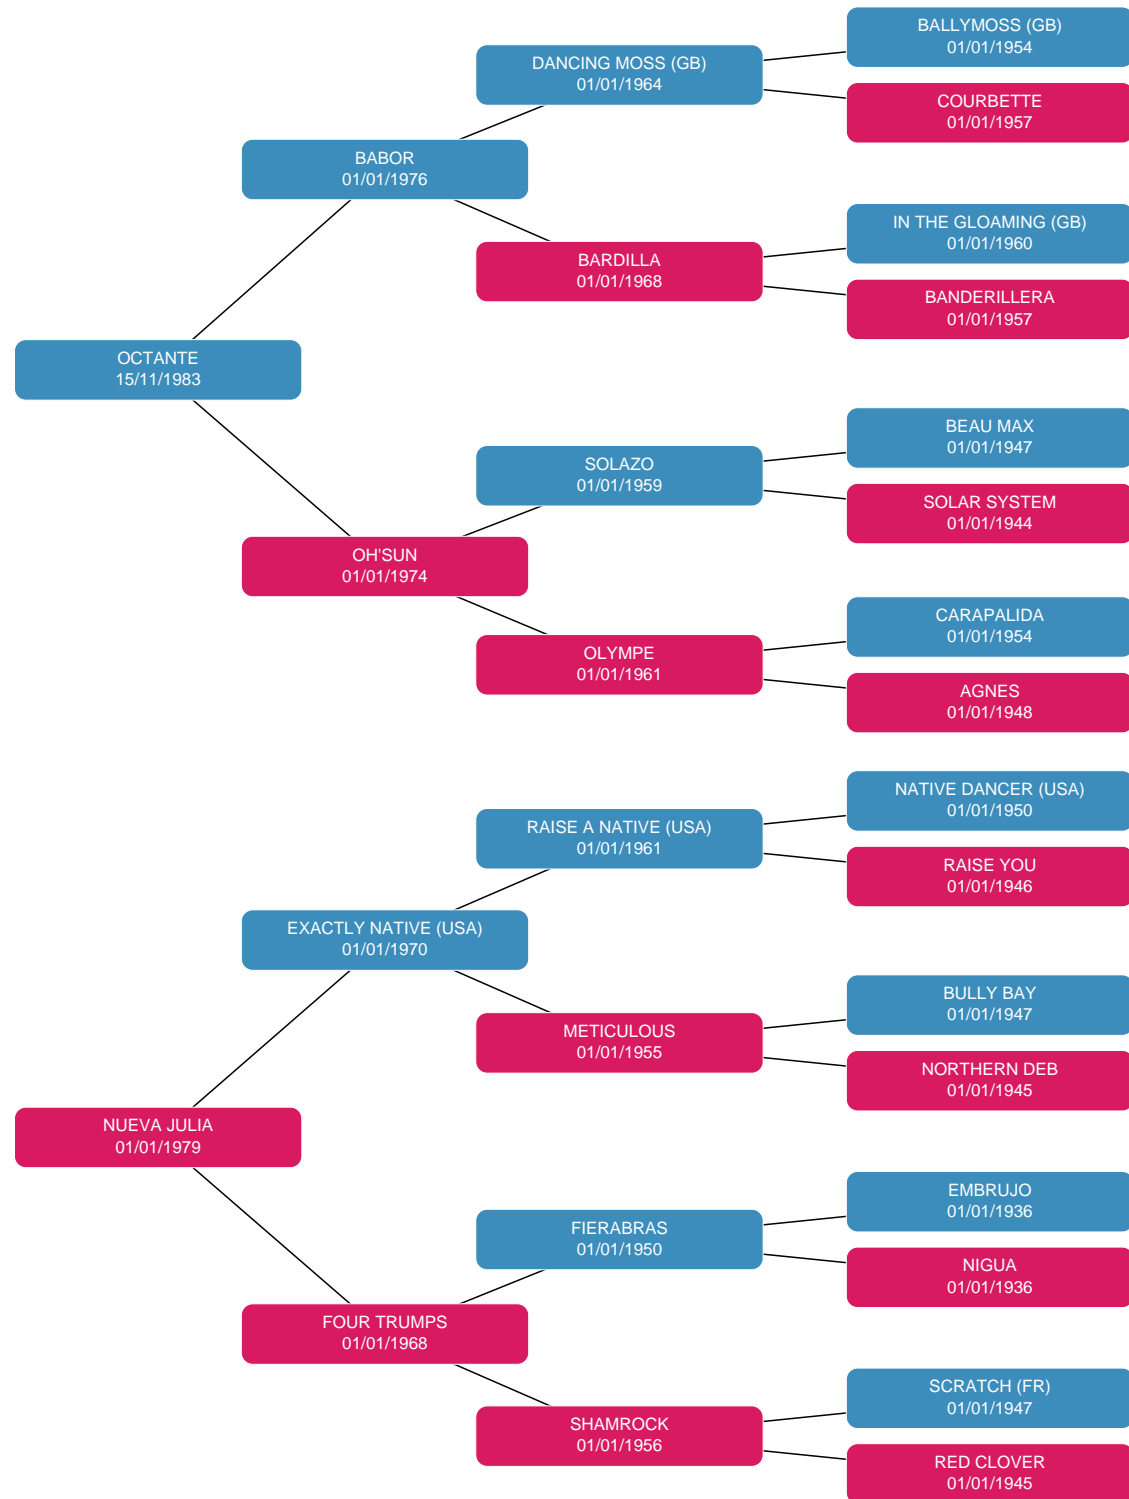 BALLYMOSS (GB)
01/01/1954
DANCING MOSS (GB)
01/01/1964
COURBETTE
01/01/1957
BABOR
01/01/1976
IN THE GLOAMING (GB)
01/01/1960
BARDILLA
01/01/1968
BANDERILLERA
01/01/1957
OCTANTE
15/11/1983
BEAU MAX
01/01/1947
SOLAZO
01/01/1959
SOLAR SYSTEM
01/01/1944
OH'SUN
01/01/1974
CARAPALIDA
01/01/1954
OLYMPE
01/01/1961
AGNES
01/01/1948
NATIVE DANCER (USA)
01/01/1950
RAISE A NATIVE (USA)
01/01/1961
RAISE YOU
01/01/1946
EXACTLY NATIVE (USA)
01/01/1970
BULLY BAY
01/01/1947
METICULOUS
01/01/1955
NORTHERN DEB
01/01/1945
NUEVA JULIA
01/01/1979
EMBRUJO
01/01/1936
FIERABRAS
01/01/1950
NIGUA
01/01/1936
FOUR TRUMPS
01/01/1968
SCRATCH (FR)
01/01/1947
SHAMROCK
01/01/1956
RED CLOVER
01/01/1945